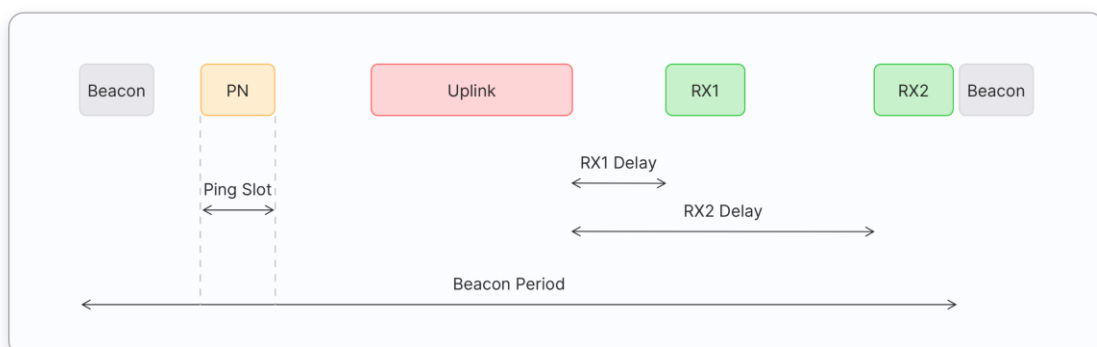 Beacon
PN
Uplink
RX1
RX2
Beacon
RX1 Delay
Ping Slot
RX2 Delay
Beacon Period